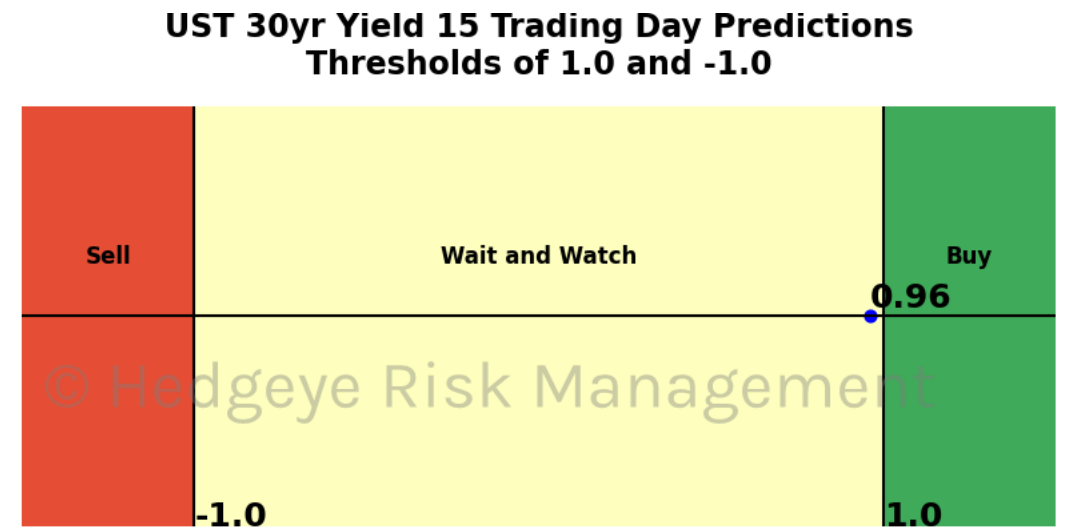 UST 30yr Yield 15 Trading Day Predictions
Thresholds of 1.0 and -1.0
Sell
Wait and Watch
Buy
0.96
© Hedgeye Risk Management
-1.0
1.0